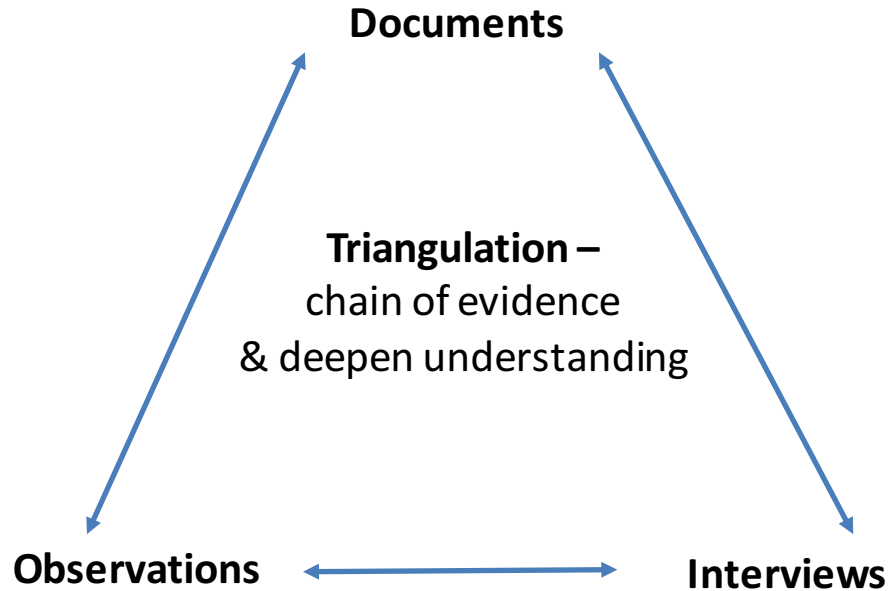 Documents
Triangulation –
chain of evidence
& deepen understanding
Observations
Interviews